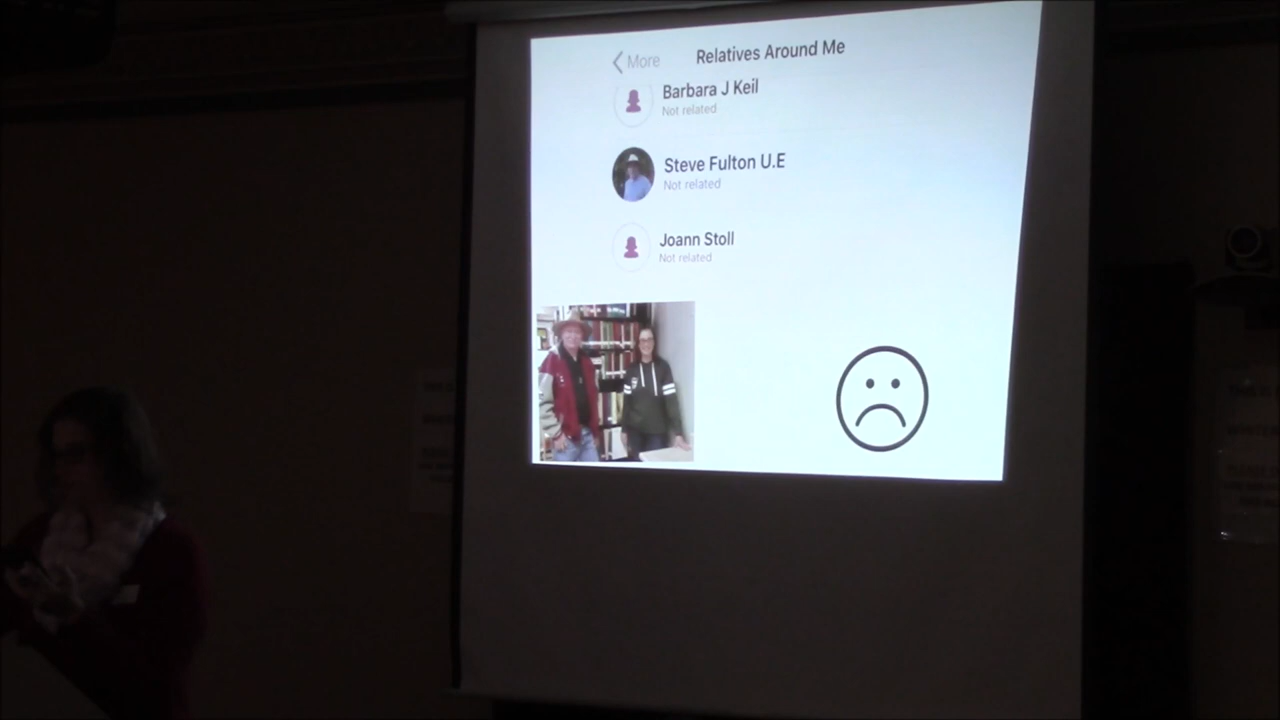 More
Relatives Around Me
Barbara J Keil
Not related
Steve Fulton U.E
Not related
Joann Stoll
Not related